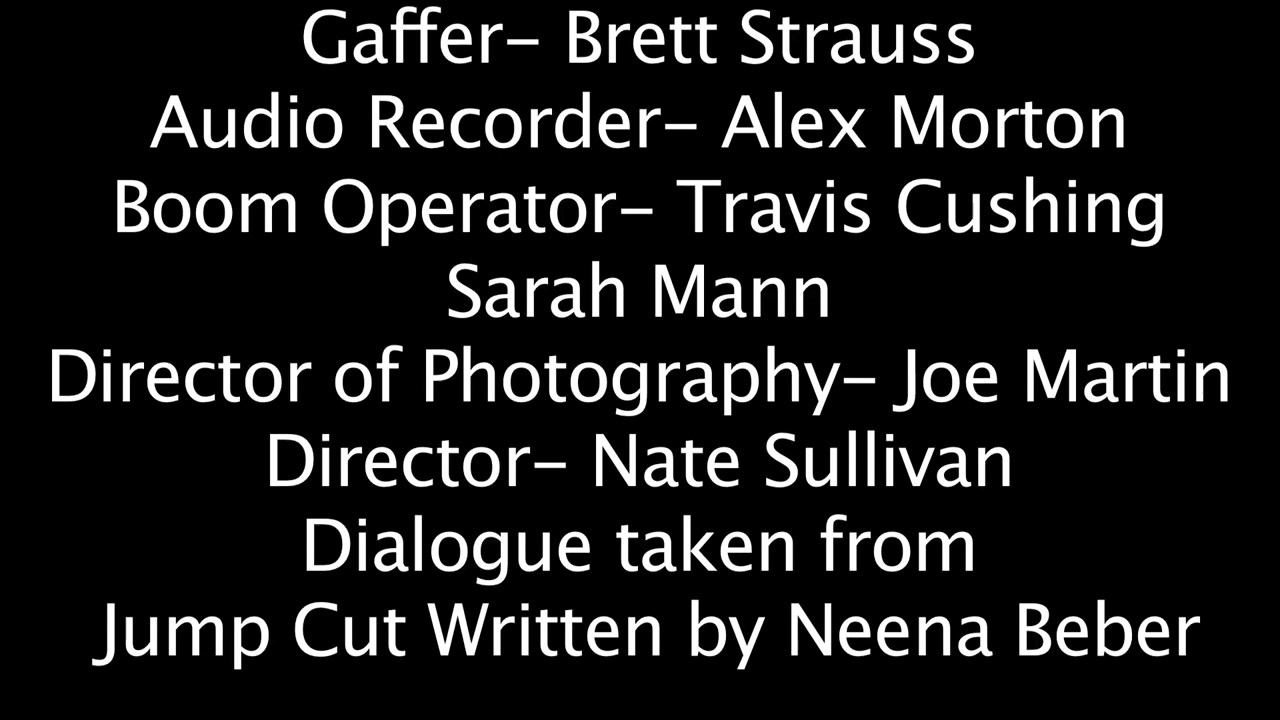 Gaffer- Brett Strauss
Audio Recorder- Alex Morton
Boom Operator- Travis Cushing
Sarah Mann
Director of Photography- Joe Martin
Director- Nate Sullivan
Dialogue taken from
Jump Cut Written by Neena Beber